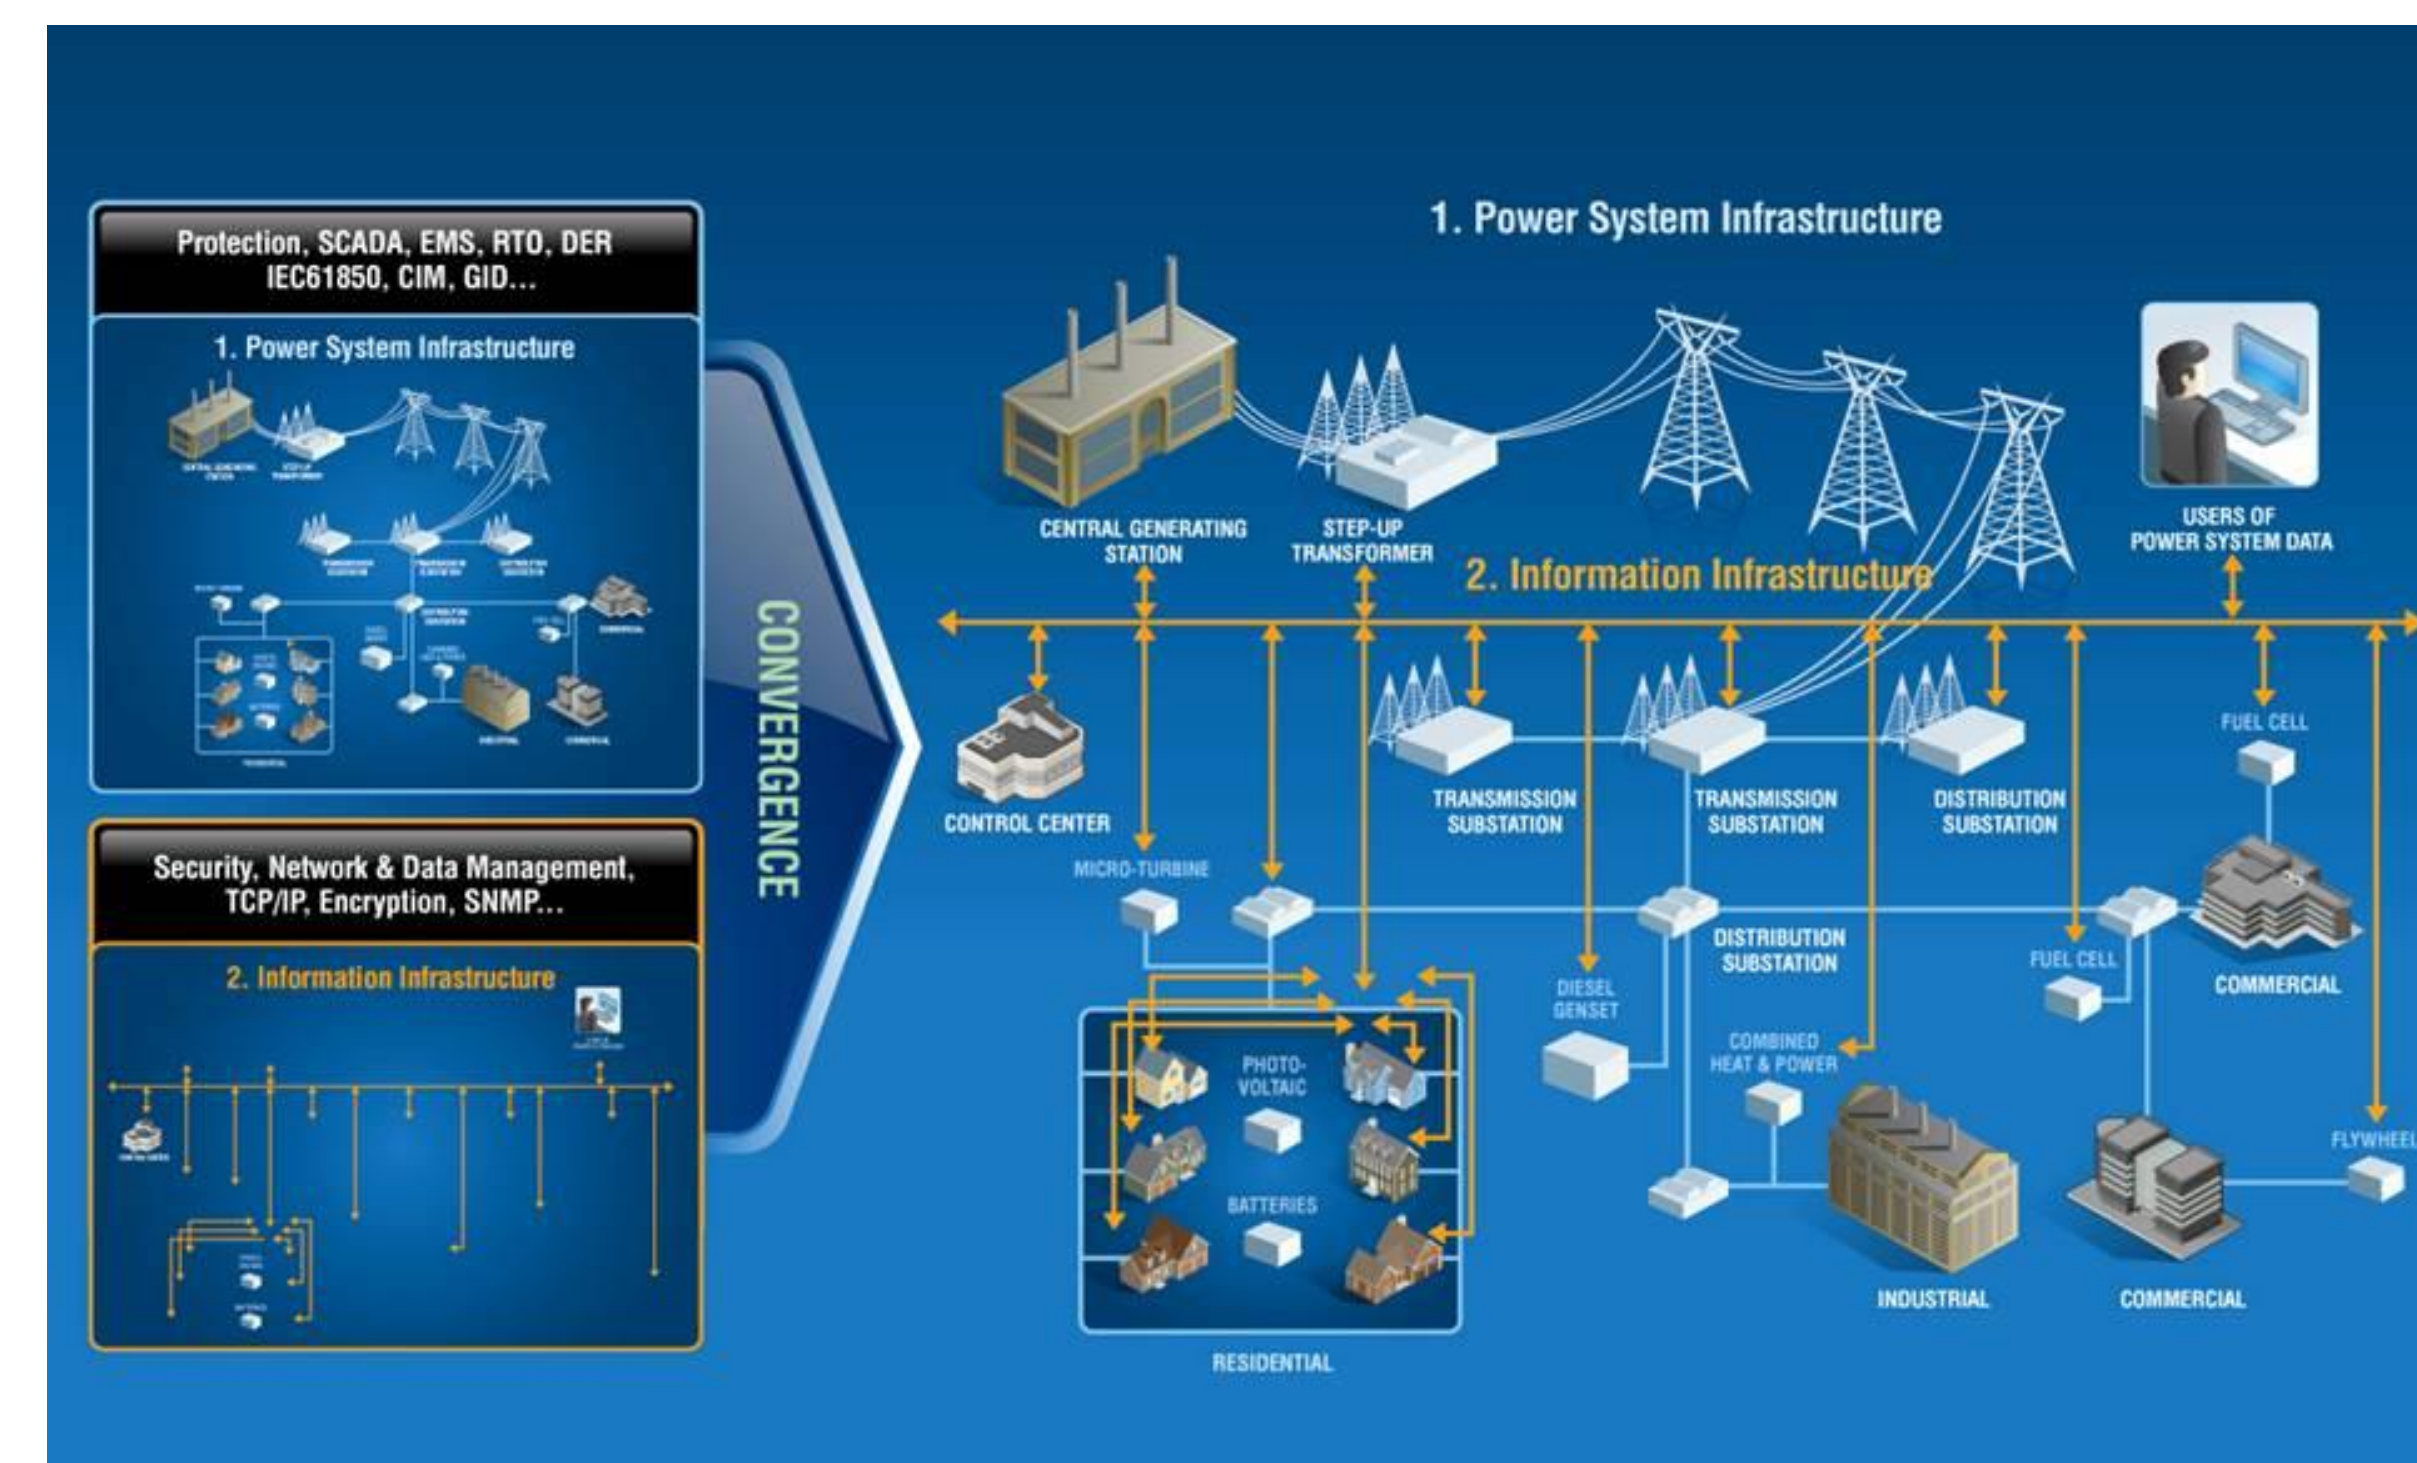 Protection, SCADA, EMS, RTO, DER
IEC61850, CIM, GID...
1. Power System Infrastructure
Security, Network & Data Management,
TCP/IP, Encryption, SNMP...
2. Information Infrastructure
CONVERGENCE
1. Power System Infrastructure
CENTRAL GENERATING
STATION
STEP-UP
TRANSFORMER
USERS OF
POWER SYSTEM DATA
2. Information Infrastructure
CONTROL CENTER
TRANSMISSION
SUBSTATION
TRANSMISSION
SUBSTATION
DISTRIBUTION
SUBSTATION
FUEL CELL
MICRO-TURBINE
DISTRIBUTION
SUBSTATION
FUEL CELL
COMMERCIAL
DIESEL
GENSET
COMBINED
HEAT & POWER
PHOTO-
VOLTAIC
BATTERIES
FLYWHEEL
INDUSTRIAL
COMMERCIAL
RESIDENTIAL